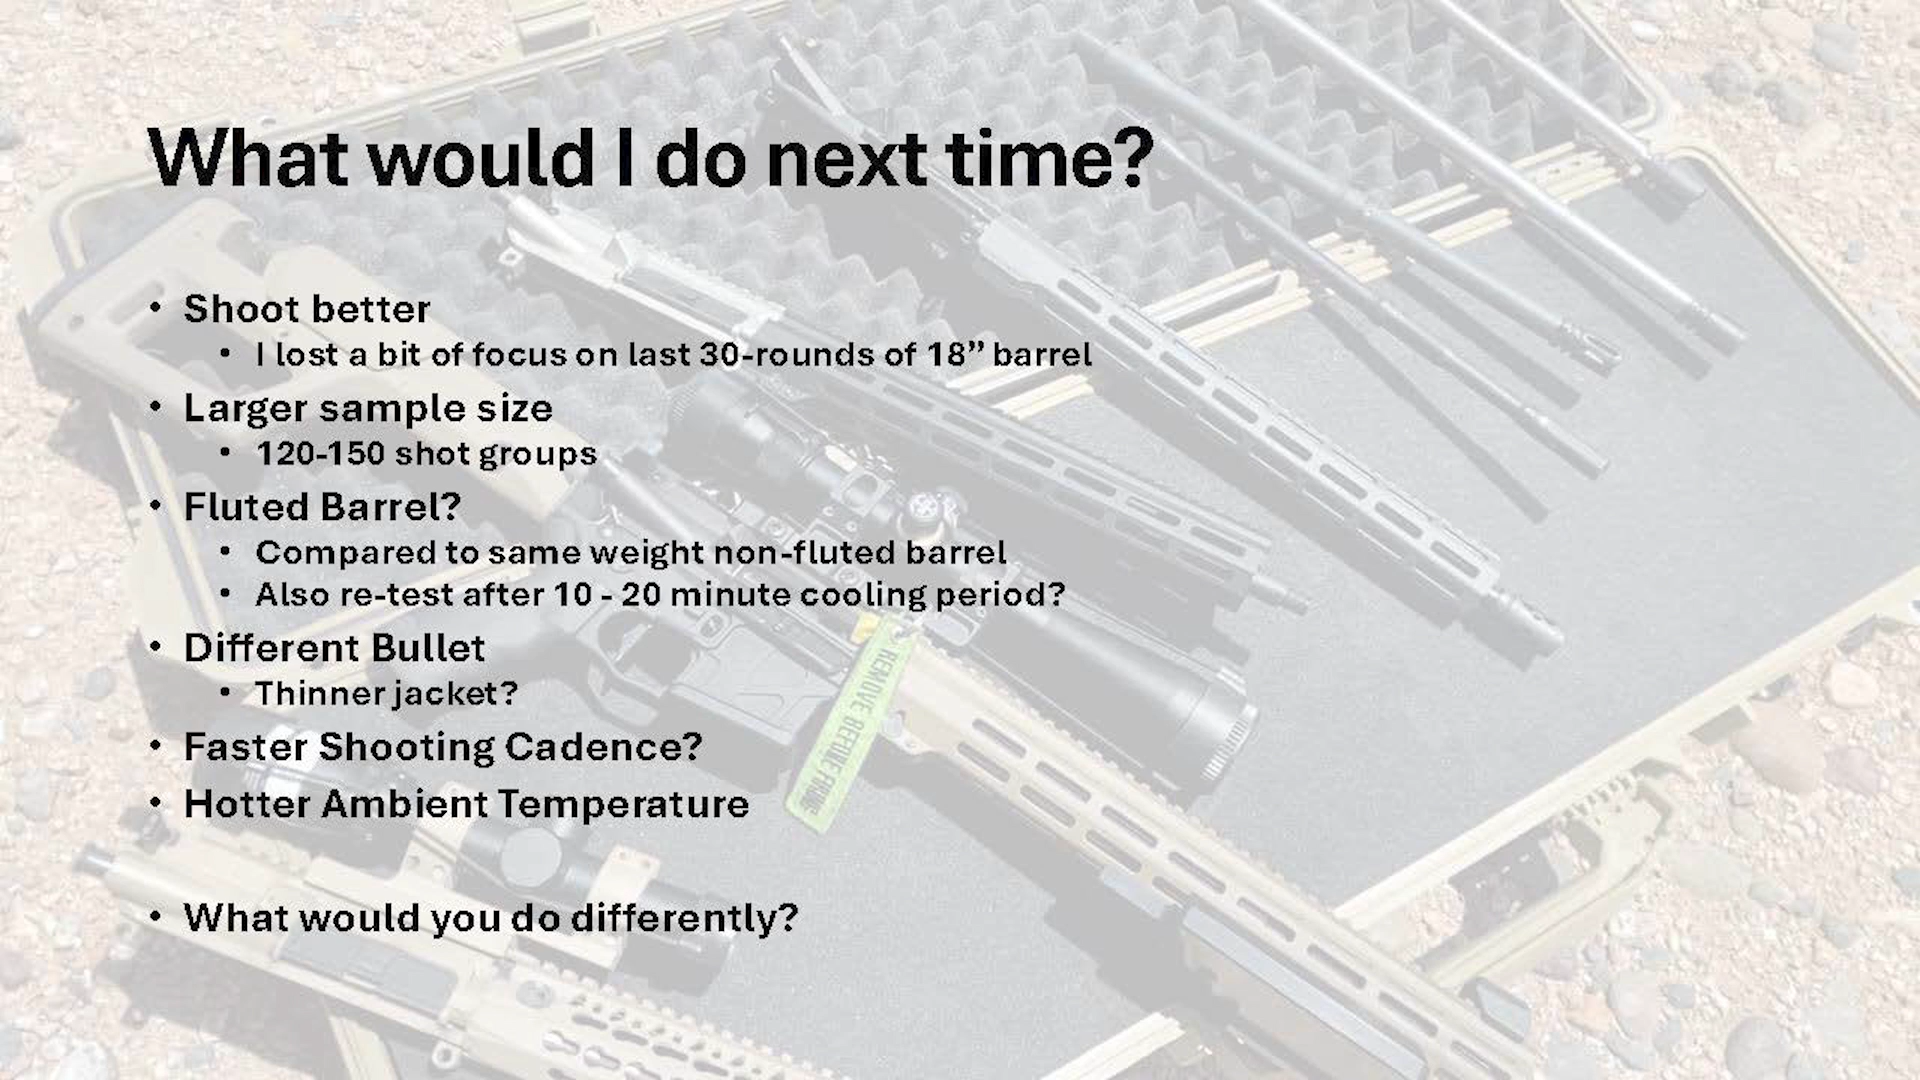 What would I do next time?
• Shoot better
• I lost a bit of focus on last 30-rounds of 18” barrel
• Larger sample size
• 120-150 shot groups
• Fluted Barrel?
• Compared to same weight non-fluted barrel
• Also re-test after 10 - 20 minute cooling period?
• Different Bullet
• Thinner jacket?
• Faster Shooting Cadence?
• Hotter Ambient Temperature
• What would you do differently?
REMOVE BEFORE FIRING